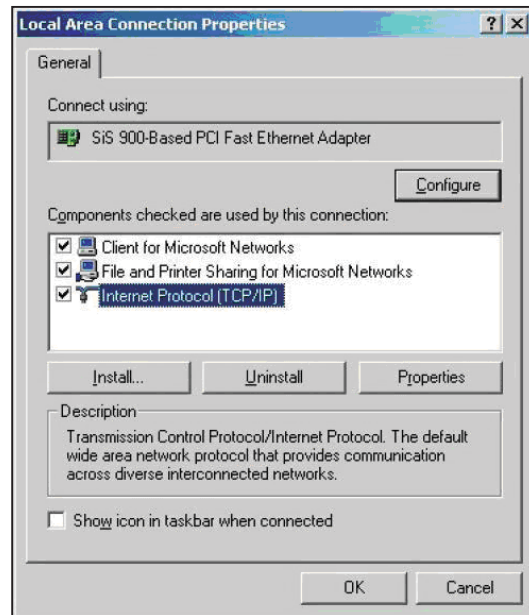 Local Area Connection Properties
General
Connect using:
SiS 900-Based PCI Fast Ethernet Adapter
Configure
Components checked are used by this connection:
Client for Microsoft Networks
File and Printer Sharing for Microsoft Networks
Internet Protocol (TCP/IP)
Install... Uninstall Properties
Description
Transmission Control Protocol/Internet Protocol. The default
wide area network protocol that provides communication
across diverse interconnected networks.
Show icon in taskbar when connected
OK Cancel